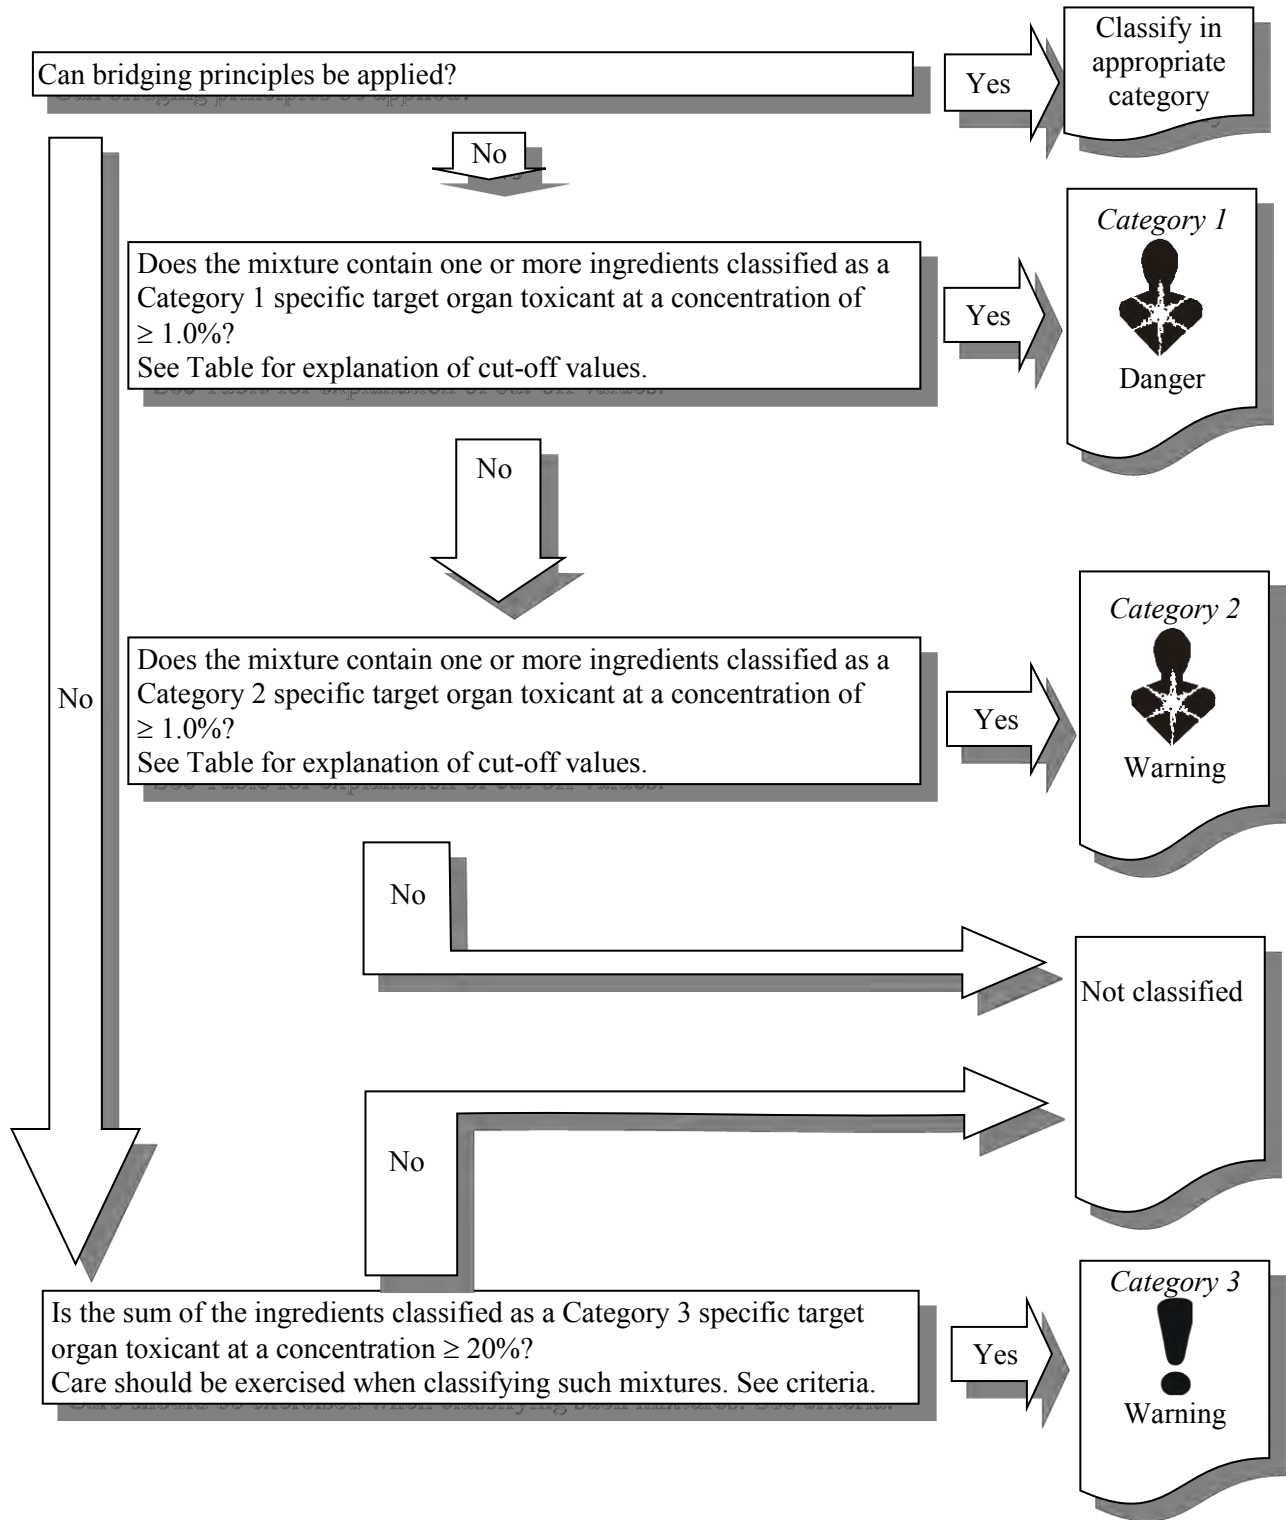 Can bridging principles be applied?
Yes
Classify in
appropriate
category
No
Does the mixture contain one or more ingredients classified as a
Category 1 specific target organ toxicant at a concentration of
≥ 1.0%?
See Table for explanation of cut-off values.
Yes
Category 1
Danger
No
No
Does the mixture contain one or more ingredients classified as a
Category 2 specific target organ toxicant at a concentration of
≥ 1.0%?
See Table for explanation of cut-off values.
Yes
Category 2
Warning
No
Not classified
No
Is the sum of the ingredients classified as a Category 3 specific target
organ toxicant at a concentration ≥ 20%?
Care should be exercised when classifying such mixtures. See criteria.
Yes
Category 3
Warning